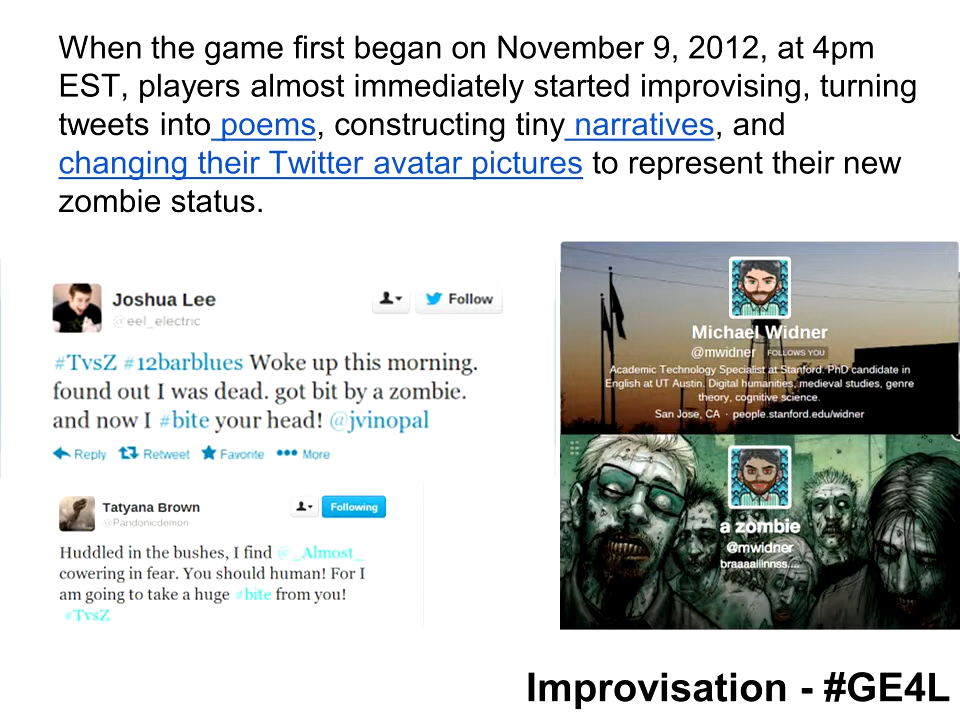 When the game first began on November 9, 2012, at 4pm
EST, players almost immediately started improvising, turning
tweets into poems, constructing tiny narratives, and
changing their Twitter avatar pictures to represent their new
zombie status.
Joshua Lee
@eel_electric
Follow
#TvsZ #12barblues Woke up this morning.
found out I was dead. got bit by a zombie.
and now I #bite your head! @jvinopal
Reply Retweet Favorite More
Tatyana Brown
@Pandonicdemon
Following
Huddled in the bushes, I find @_Almost_
cowering in fear. You should human! For I
am going to take a huge #bite from you!
#TvsZ
Michael Widner
@mwidner FOLLOWS YOU
Academic Technology Specialist at Stanford. PhD candidate in
English at UT Austin. Digital humanities, medieval studies, genre
theory, cognitive science.
San Jose, CA · people.stanford.edu/widner
a zombie
@mwidner
braaaaiilinnss....
Improvisation - #GE4L